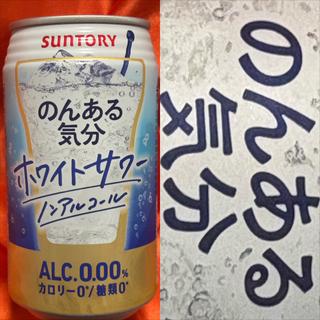 SUNTORY
のんある
気分
ホワイトサワー
ノンアルコール
ALC.0.00%
カロリー0*/糖類0*
のんある
気分